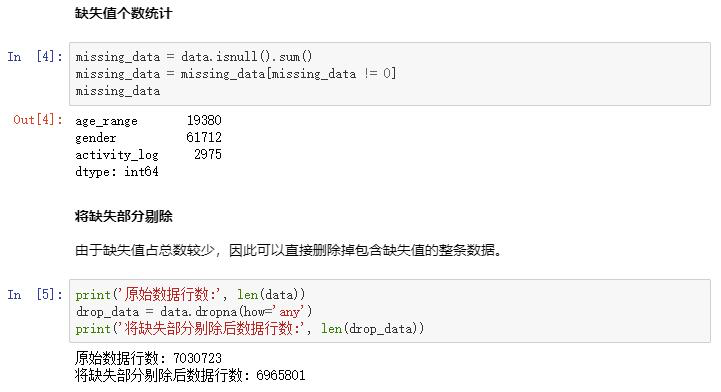 缺失值个数统计
In [4]: missing_data = data.isnull().sum()
missing_data = missing_data[missing_data != 0]
missing_data
Out[4]: age_range 19380
gender 61712
activity_log 2975
dtype: int64
将缺失部分剔除
由于缺失值占总数较少，因此可以直接删除掉包含缺失值的整条数据。
In [5]: print('原始数据行数:', len(data))
drop_data = data.dropna(how='any')
print('将缺失部分剔除后数据行数:', len(drop_data))
原始数据行数: 7030723
将缺失部分剔除后数据行数: 6965801